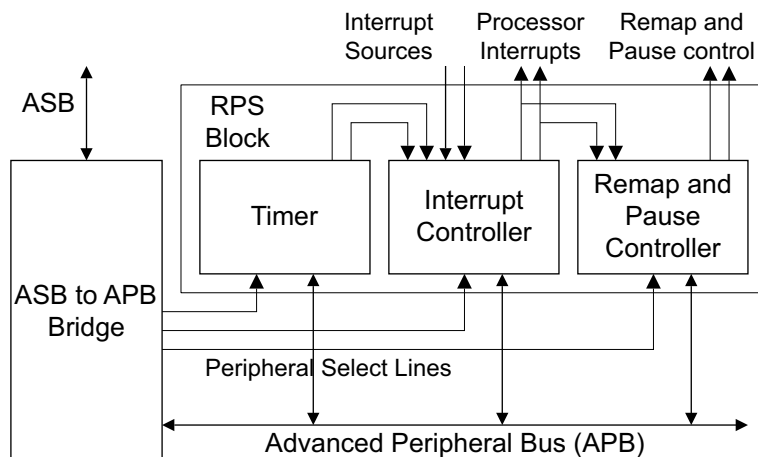 Interrupt
Sources
Processor
Interrupts
Remap and
Pause control
ASB
RPS
Block
Timer
Interrupt
Controller
Remap and
Pause
Controller
ASB to APB
Bridge
Peripheral Select Lines
Advanced Peripheral Bus (APB)